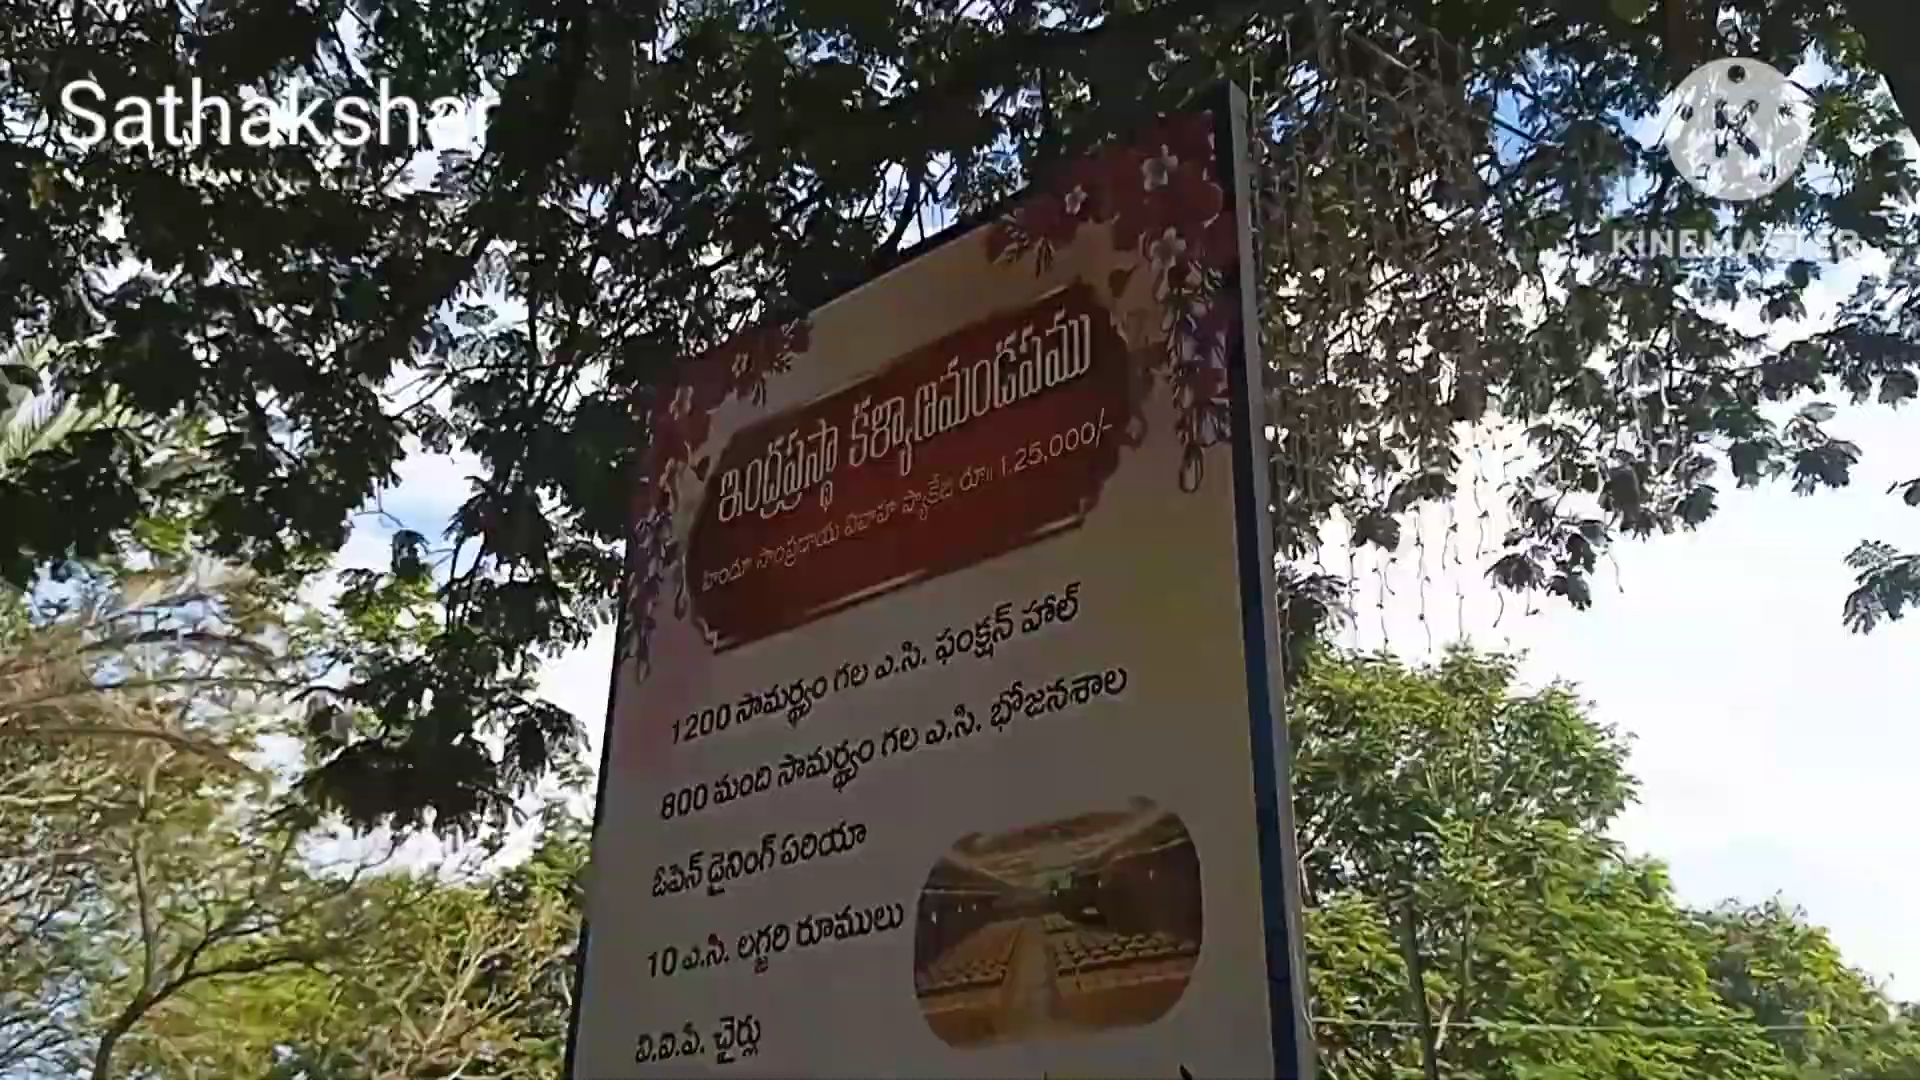 Sathakshar
KINEMASTER
ఇంద్రప్రస్థా కళ్యాణమండపము
హిందూ సాంప్రదాయ వివాహ ప్యాకేజి రూ॥ 1,25,000/-
1200 సామర్థ్యం గల ఎ.సి. ఫంక్షన్ హాల్
800 మంది సామర్థ్యం గల ఎ.సి. భోజనశాల
ఓపెన్ డైనింగ్ ఏరియా
10 ఎ.సి. లగ్జరి రూములు
వి.ఐ.పి. ఛైర్లు